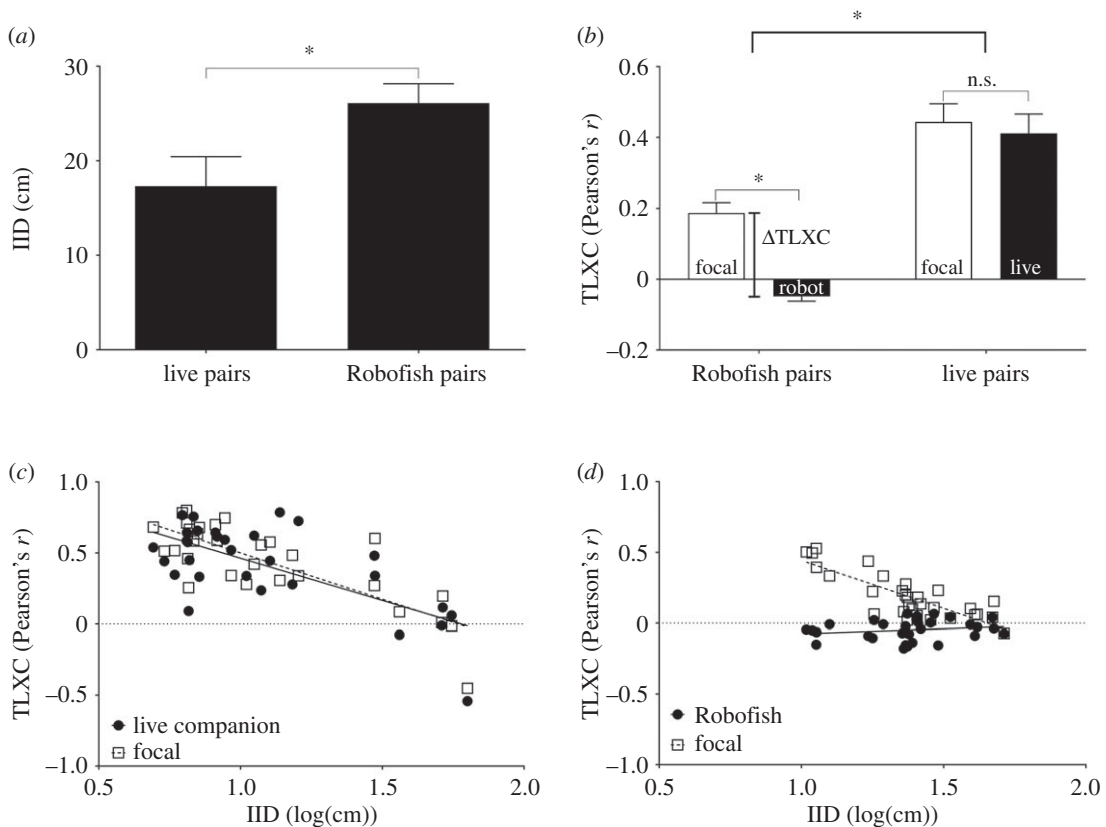 (a)
*
30
20
10
0
IID (cm)
live pairs
Robofish pairs
(b)
*
0.6
0.4
0.2
0
–0.2
TLXC (Pearson's r)
n.s.
*
ΔTLXC
focal
robot
focal
live
Robofish pairs
live pairs
(c)
1.0
0.5
0
–0.5
–1.0
TLXC (Pearson's r)
live companion
focal
0.5
1.0
1.5
2.0
IID (log(cm))
(d)
1.0
0.5
0
–0.5
–1.0
TLXC (Pearson's r)
Robofish
focal
0.5
1.0
1.5
2.0
IID (log(cm))